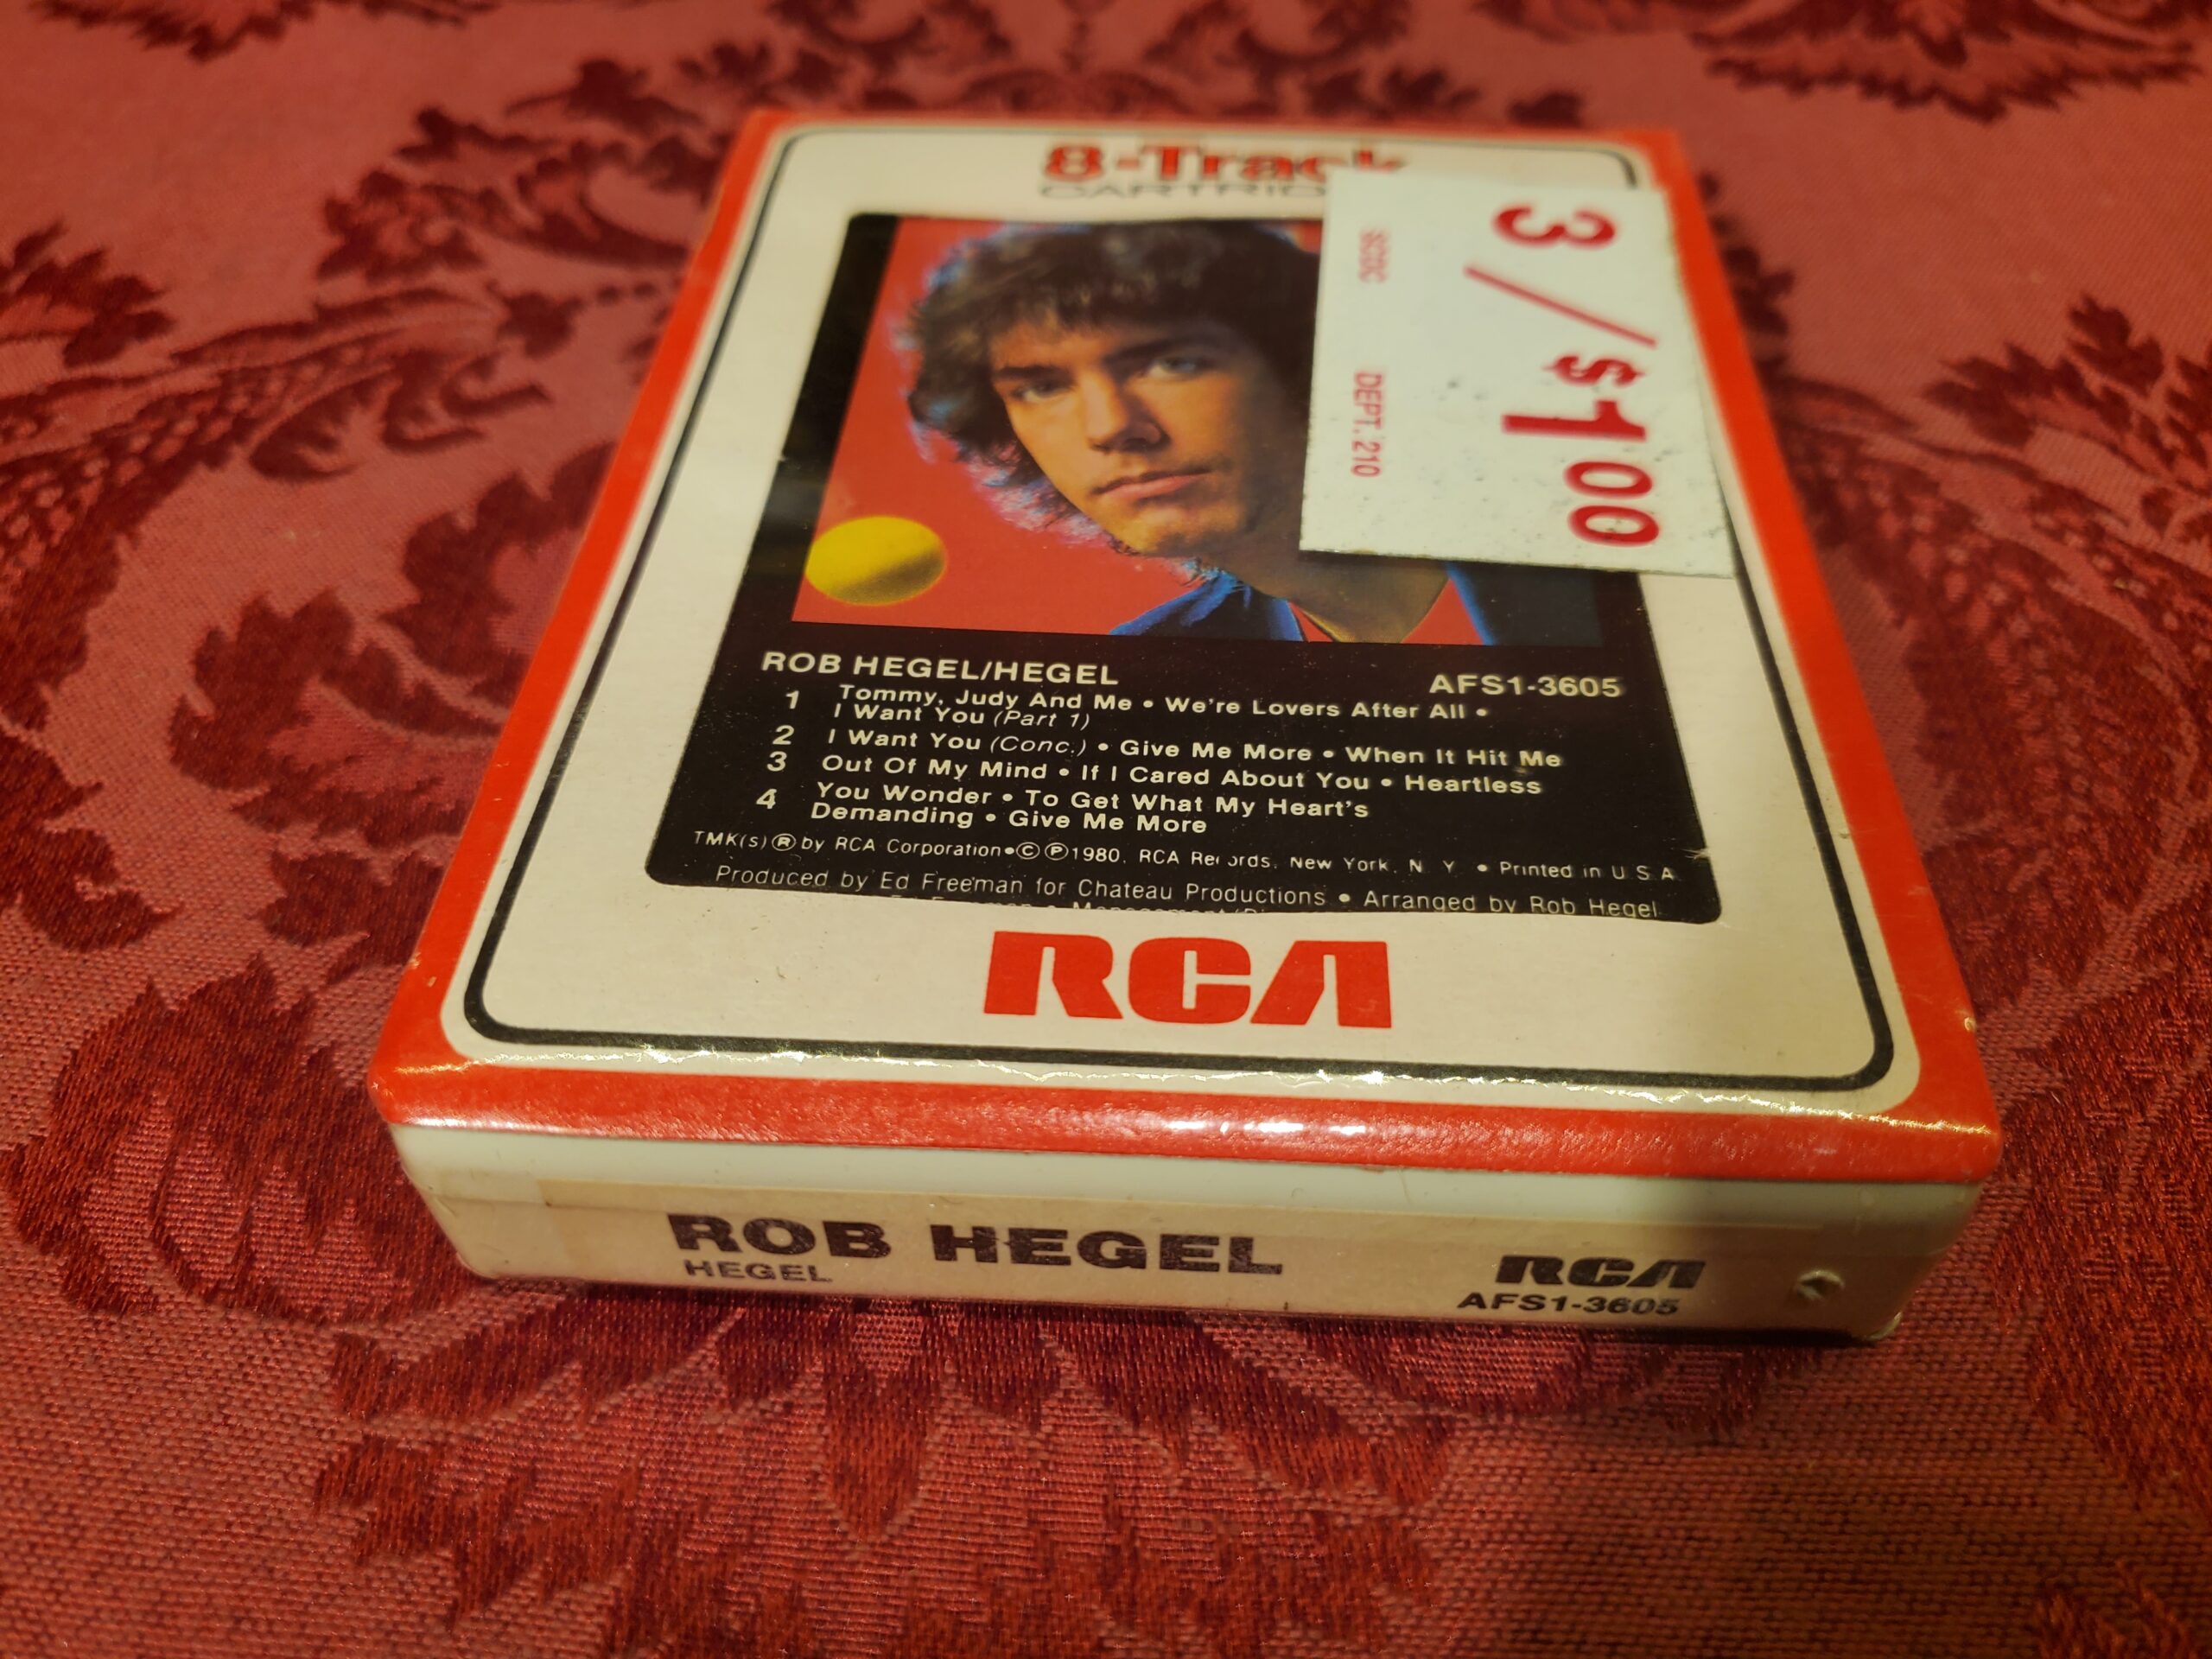 8-Track
3/$1 00
SCDC DEPT. 210
ROB HEGEL/HEGEL AFS1-3605
1 Tommy, Judy And Me • We're Lovers After All •
I Want You (Part 1)
2 I Want You (Conc.) • Give Me More • When It Hit Me
3 Out Of My Mind • If I Cared About You • Heartless
4 You Wonder • To Get What My Heart's
Demanding • Give Me More
TMK(s) ® by RCA Corporation • © ℗ 1980, RCA Records, New York, N.Y. • Printed in U.S.A.
Produced by Ed Freeman for Chateau Productions • Arranged by Rob Hegel
RCA
ROB HEGEL
HEGEL
RCA
AFS1-3605